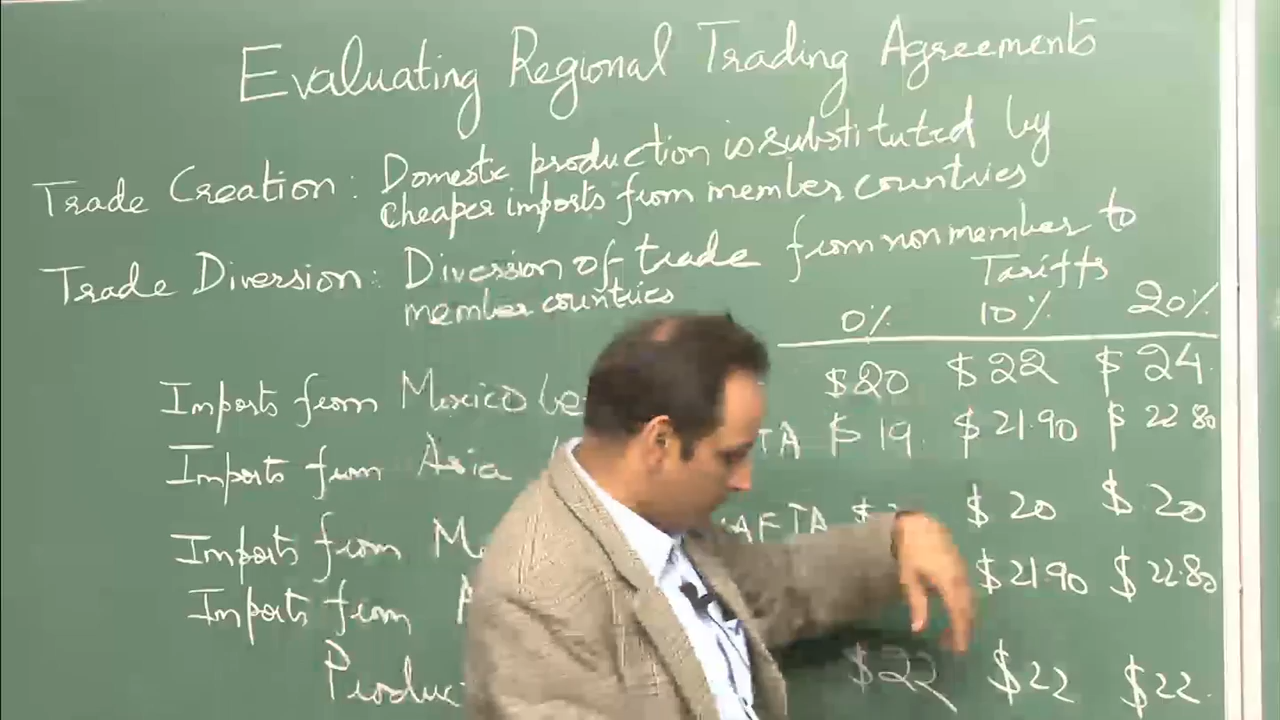 Evaluating Regional Trading Agreements
Trade Creation: Domestic production is substituted by
cheaper imports from member countries
Trade Diversion: Diversion of trade from non member to
member countries
Tariffs
0% 10% 20%
Imports from Mexico $20 $22 $24
Imports from Asia TA $19 $21.90 $22.80
Imports from AFTA $20 $20
Imports from $21.90 $22.80
$22 $22 $22